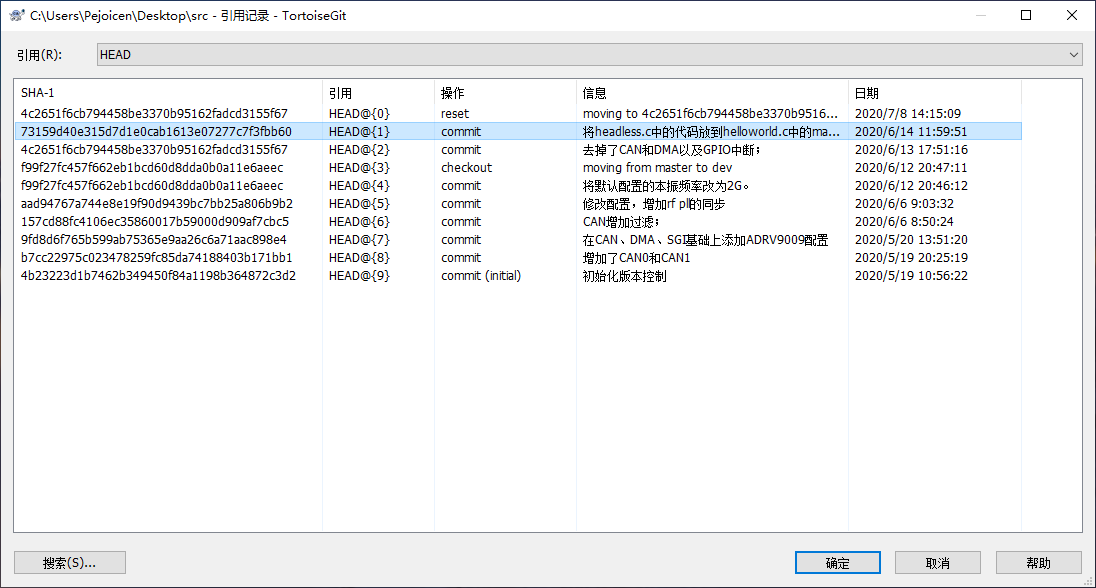 C:\Users\Pejoicen\Desktop\src - 引用记录 - TortoiseGit
引用(R): HEAD
SHA-1 引用 操作 信息 日期
4c2651f6cb794458be3370b95162fadcd3155f67 HEAD@{0} reset moving to 4c2651f6cb794458be3370b9516... 2020/7/8 14:15:09
73159d40e315d7d1e0cab1613e07277c7f3fbb60 HEAD@{1} commit 将headless.c中的代码放到helloworld.c中的ma... 2020/6/14 11:59:51
4c2651f6cb794458be3370b95162fadcd3155f67 HEAD@{2} commit 去掉了CAN和DMA以及GPIO中断； 2020/6/13 17:51:16
f99f27fc457f662eb1bcd60d8dda0b0a11e6aeec HEAD@{3} checkout moving from master to dev 2020/6/12 20:47:11
f99f27fc457f662eb1bcd60d8dda0b0a11e6aeec HEAD@{4} commit 将默认配置的本振频率改为2G。 2020/6/12 20:46:12
aad94767a744e8e19f90d9439bc7bb25a806b9b2 HEAD@{5} commit 修改配置，增加rf pll的同步 2020/6/6 9:03:32
157cd88fc4106ec35860017b59000d909af7cbc5 HEAD@{6} commit CAN增加过滤； 2020/6/6 8:50:24
9fd8d6f765b599ab75365e9aa26c6a71aac898e4 HEAD@{7} commit 在CAN、DMA、SGI基础上添加ADRV9009配置 2020/5/20 13:51:20
b7cc22975c023478259fc85da74188403b171bb1 HEAD@{8} commit 增加了CAN0和CAN1 2020/5/19 20:25:19
4b23223d1b7462b349450f84a1198b364872c3d2 HEAD@{9} commit (initial) 初始化版本控制 2020/5/19 10:56:22
搜索(S)... 确定 取消 帮助